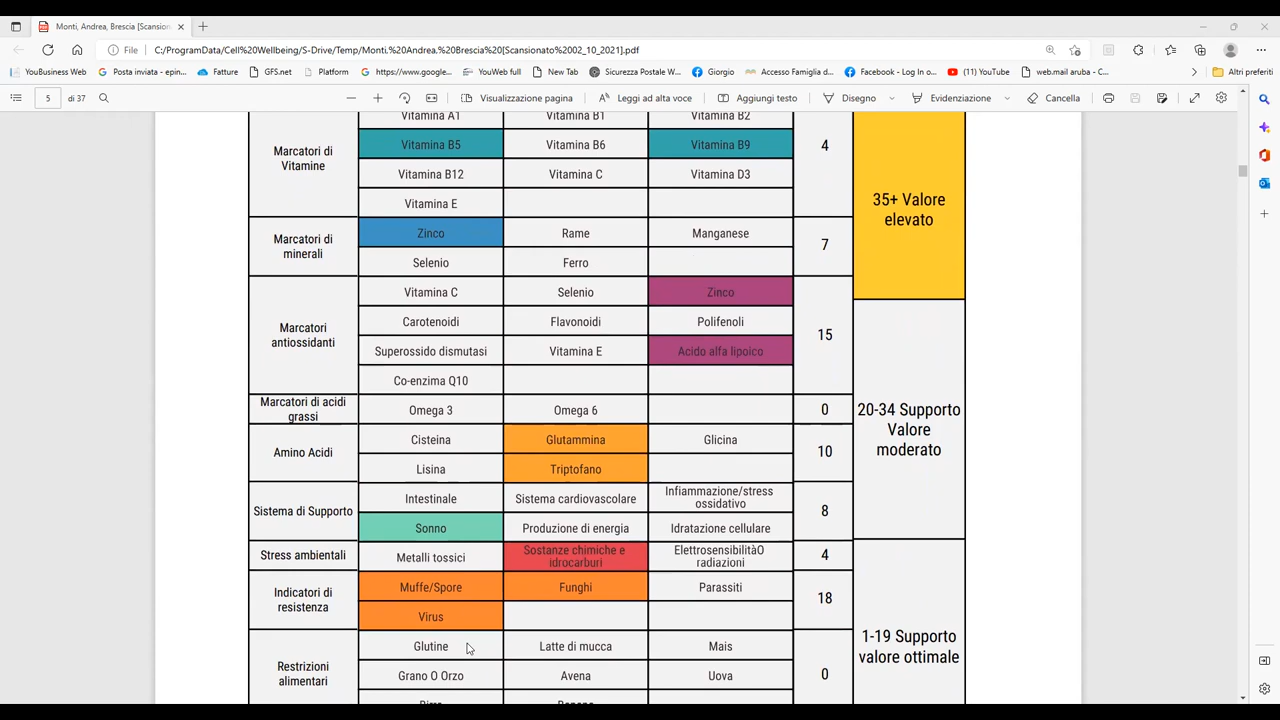 Monti, Andrea, Brescia [Scansion
File C:/ProgramData/Cell%20Wellbeing/S-Drive/Temp/Monti.%20Andrea.%20Brescia%20[Scansionato%2002_10_2021].pdf
YouBusiness Web Posta inviata - epin... Fatture GFS.net Platform https://www.google... YouWeb full New Tab Sicurezza Postale W... Giorgio Accesso Famiglia d... Facebook - Log In o... (11) YouTube web.mail aruba - C... Altri preferiti
5 di 37 Visualizzazione pagina Leggi ad alta voce Aggiungi testo Disegno Evidenziazione Cancella
Vitamina A1 Vitamina B1 Vitamina B2
Marcatori di
Vitamine
Vitamina B5 Vitamina B6 Vitamina B9 4
Vitamina B12 Vitamina C Vitamina D3
Vitamina E
35+ Valore
elevato
Marcatori di
minerali
Zinco Rame Manganese 7
Selenio Ferro
Marcatori
antiossidanti
Vitamina C Selenio Zinco
Carotenoidi Flavonoidi Polifenoli 15
Superossido dismutasi Vitamina E Acido alfa lipoico
Co-enzima Q10
Marcatori di acidi
grassi
Omega 3 Omega 6 0
20-34 Supporto
Valore
moderato
Amino Acidi
Cisteina Glutammina Glicina 10
Lisina Triptofano
Sistema di Supporto
Intestinale Sistema cardiovascolare Infiammazione/stress
ossidativo
8
Sonno Produzione di energia Idratazione cellulare
Stress ambientali
Metalli tossici Sostanze chimiche e
idrocarburi
ElettrosensibilitàO
radiazioni
4
Indicatori di
resistenza
Muffe/Spore Funghi Parassiti 18
Virus
1-19 Supporto
valore ottimale
Restrizioni
alimentari
Glutine Latte di mucca Mais 0
Grano O Orzo Avena Uova